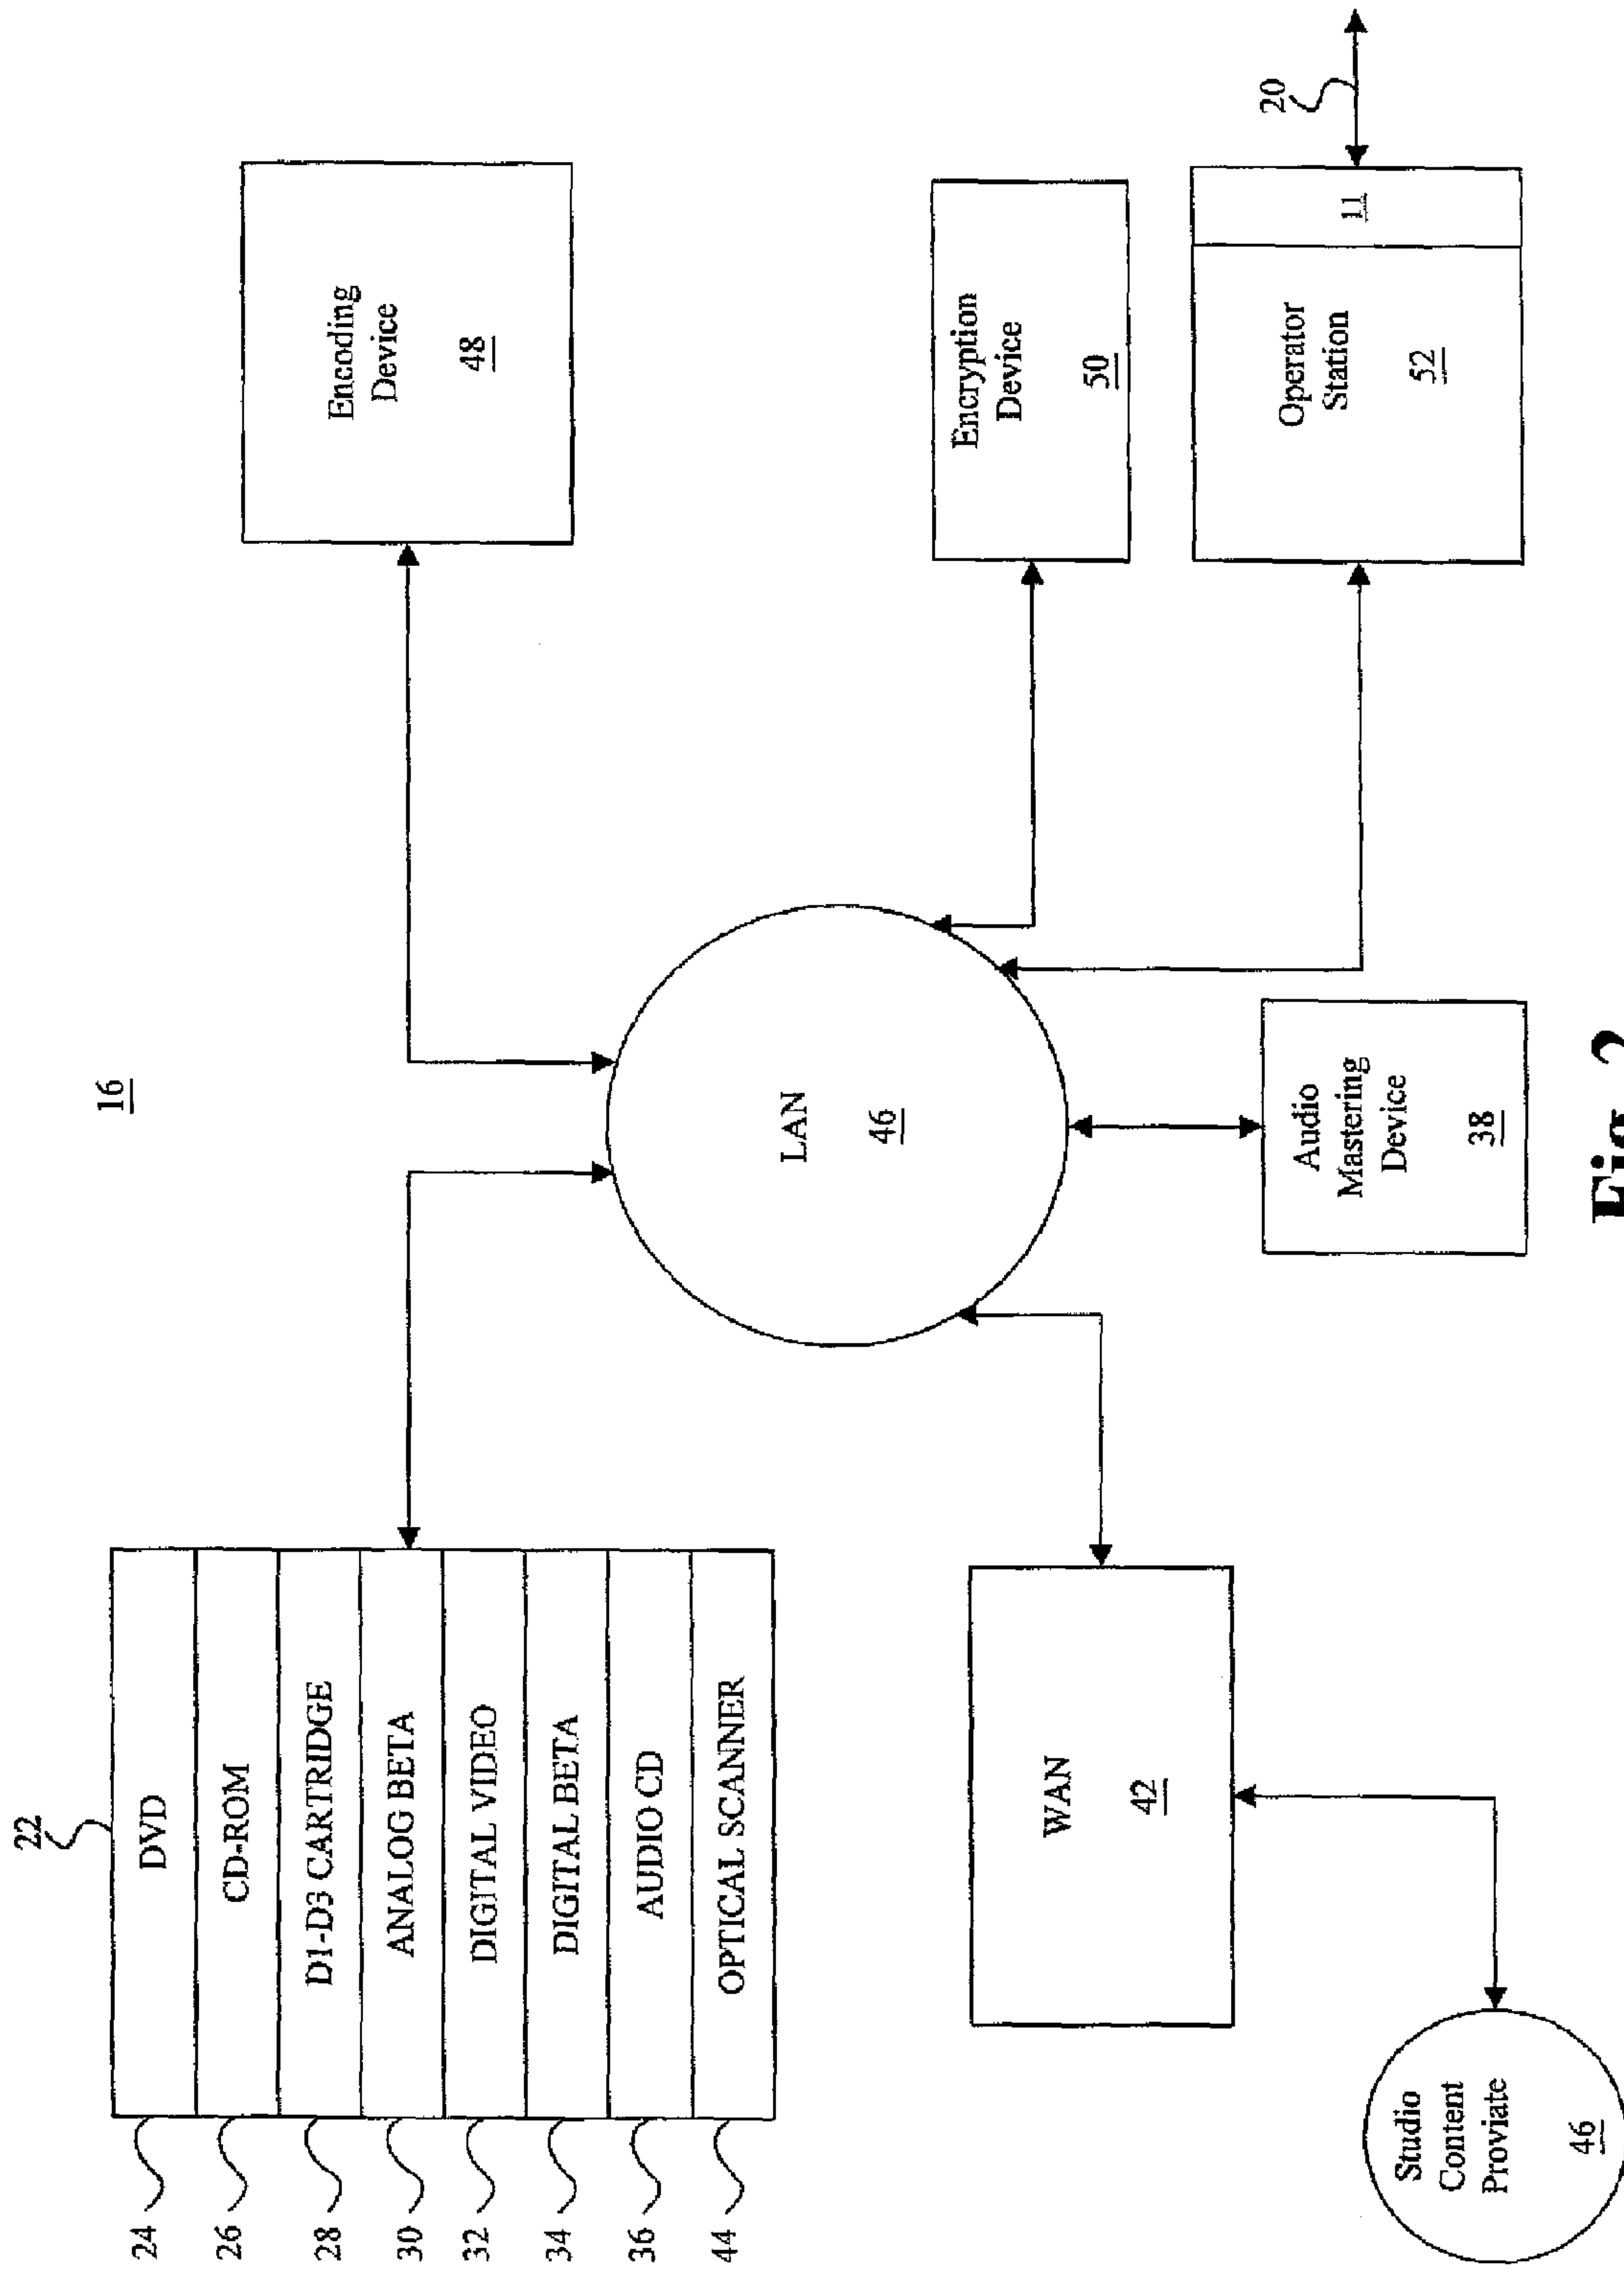 16
22
24
DVD
26
CD-ROM
28
D1-D3 CARTRIDGE
30
ANALOG BETA
32
DIGITAL VIDEO
34
DIGITAL BETA
36
AUDIO CD
44
OPTICAL SCANNER
Encoding
Device
48
LAN
46
Encryption
Device
50
WAN
42
Operator
Station
52
11
20
Audio
Mastering
Device
38
Studio
Content
Proviate
46
Fig. 2